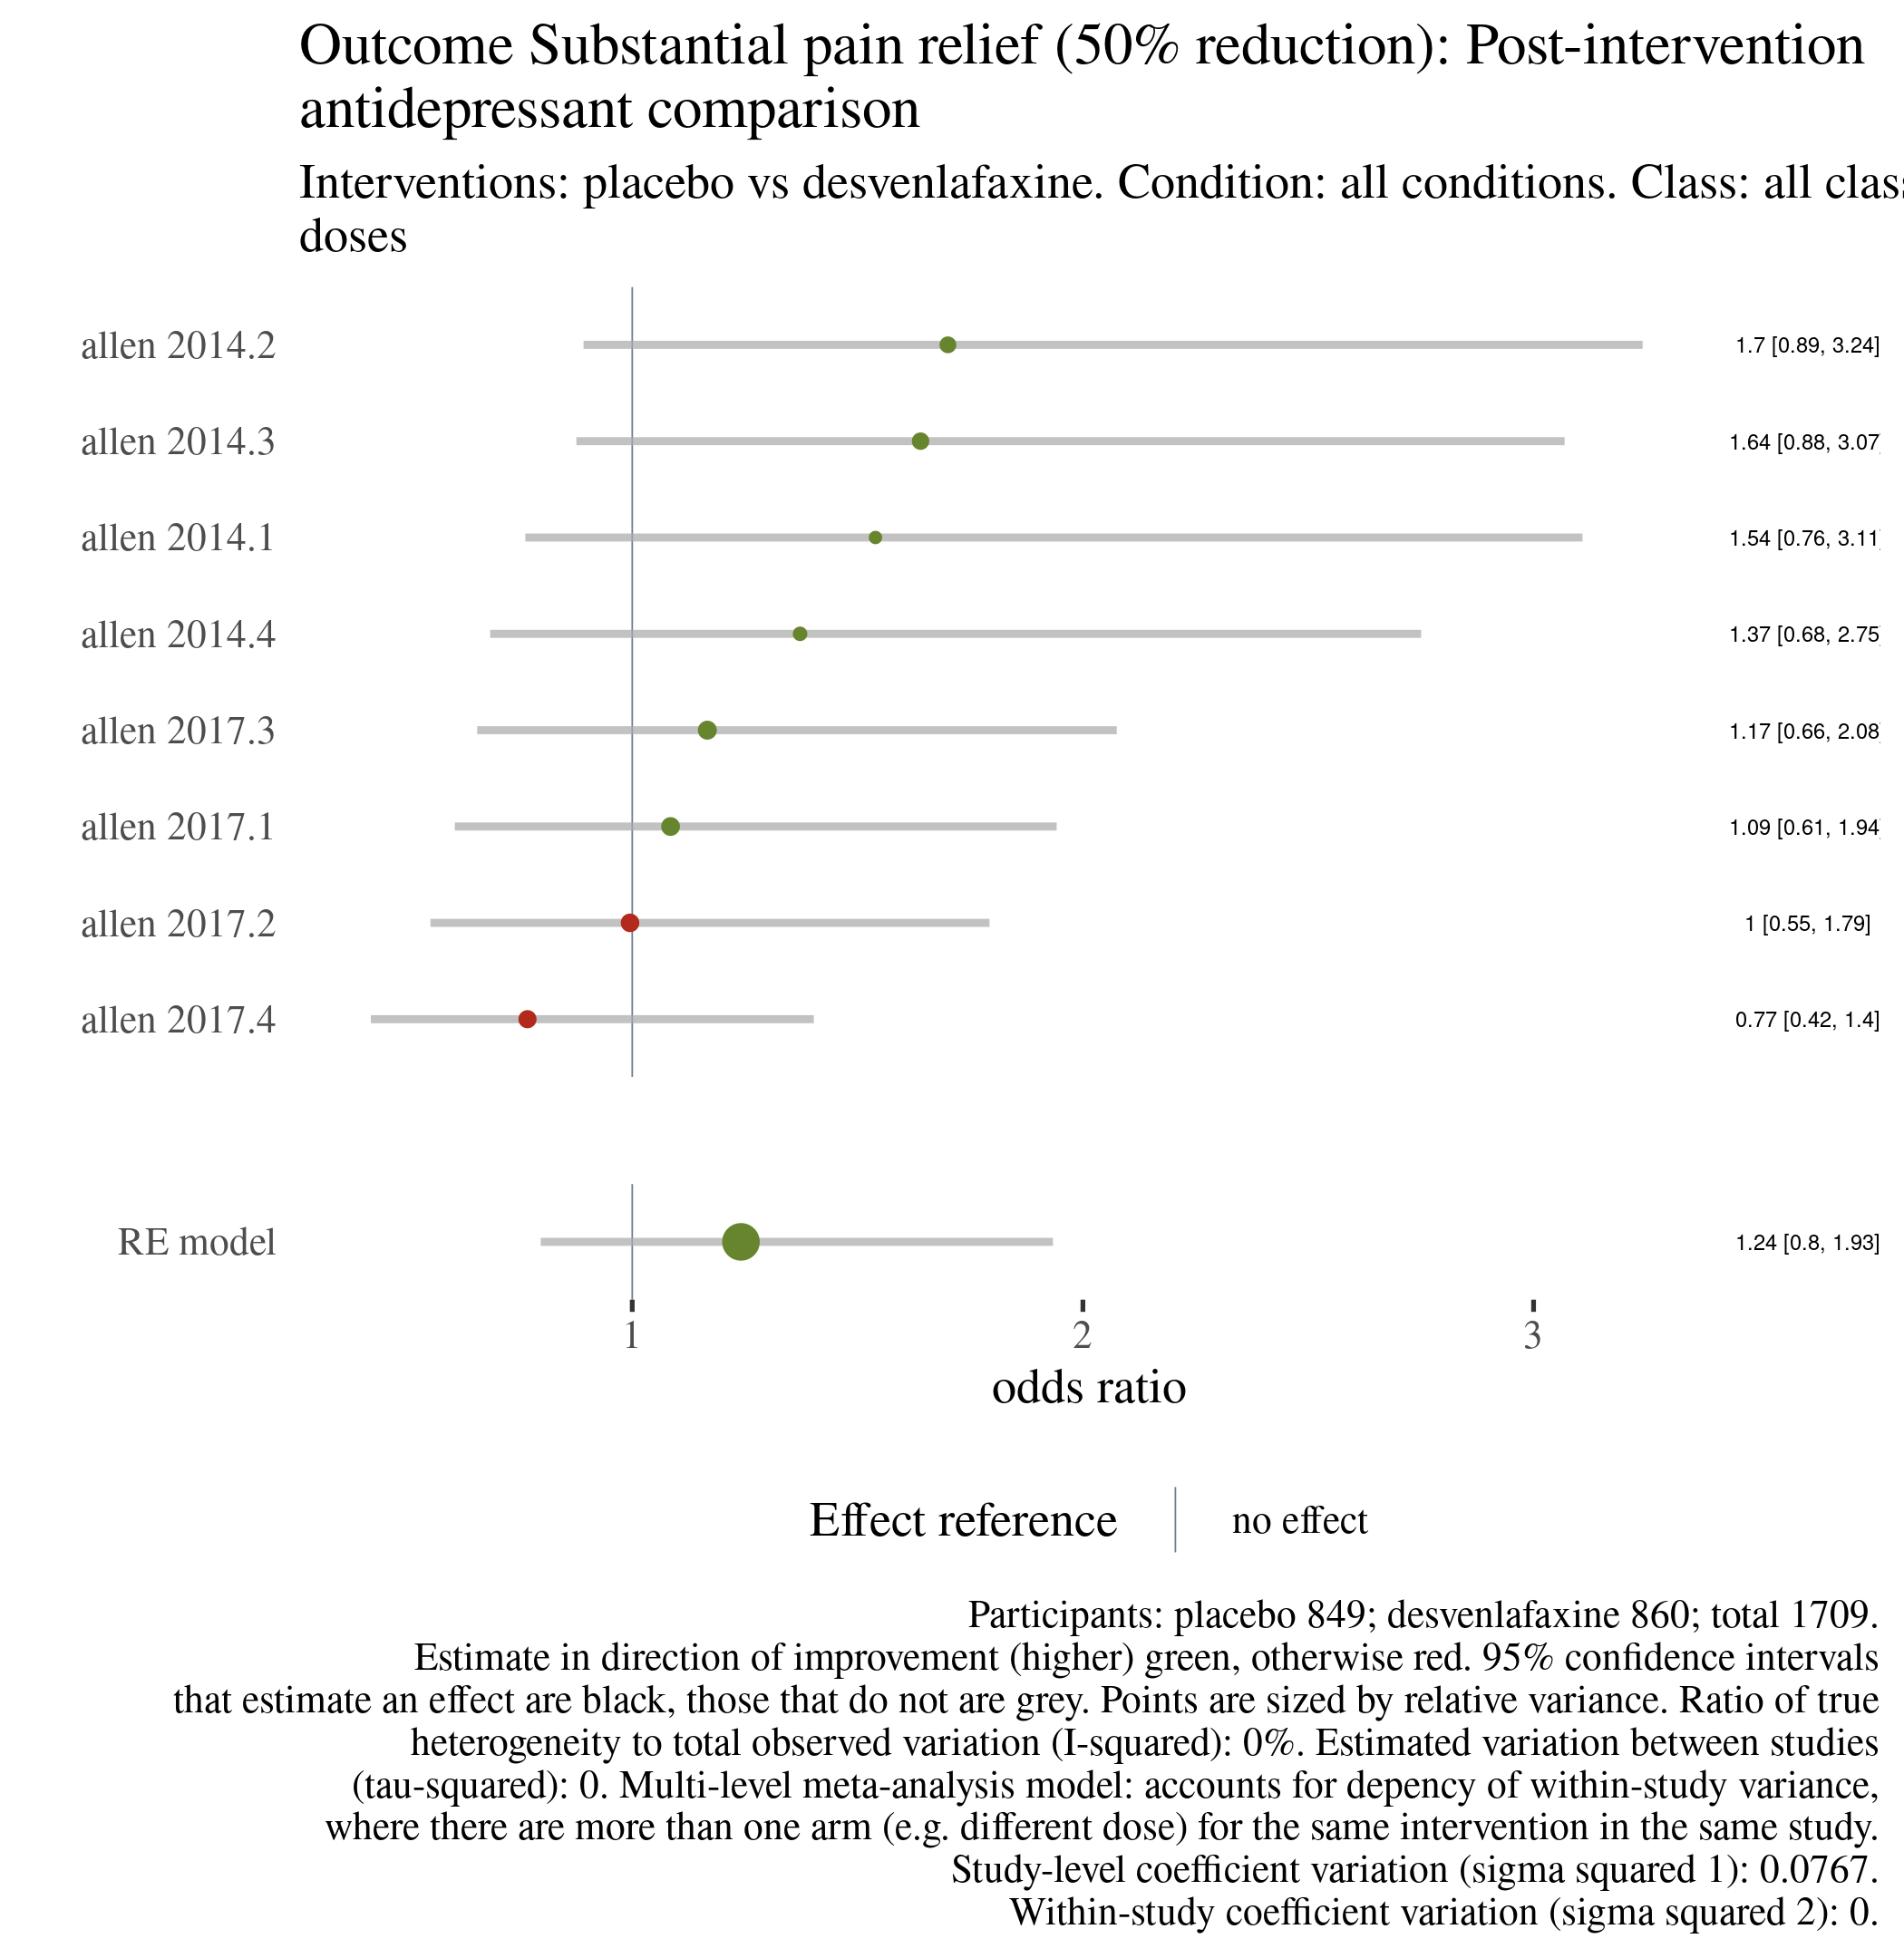 Outcome Substantial pain relief (50% reduction): Post-intervention
antidepressant comparison
Interventions: placebo vs desvenlafaxine. Condition: all conditions. Class: all
doses
allen 2014.2 1.7 [0.89, 3.24]
allen 2014.3 1.64 [0.88, 3.07
allen 2014.1 1.54 [0.76, 3.11
allen 2014.4 1.37 [0.68, 2.75
allen 2017.3 1.17 [0.66, 2.08
allen 2017.1 1.09 [0.61, 1.94
allen 2017.2 1 [0.55, 1.79]
allen 2017.4 0.77 [0.42, 1.4]
RE model 1.24 [0.8, 1.93]
1 2 3
odds ratio
Effect reference no effect
Participants: placebo 849; desvenlafaxine 860; total 1709.
Estimate in direction of improvement (higher) green, otherwise red. 95% confidence intervals
that estimate an effect are black, those that do not are grey. Points are sized by relative variance. Ratio of true
heterogeneity to total observed variation (I-squared): 0%. Estimated variation between studies
(tau-squared): 0. Multi-level meta-analysis model: accounts for depency of within-study variance,
where there are more than one arm (e.g. different dose) for the same intervention in the same study.
Study-level coefficient variation (sigma squared 1): 0.0767.
Within-study coefficient variation (sigma squared 2): 0.